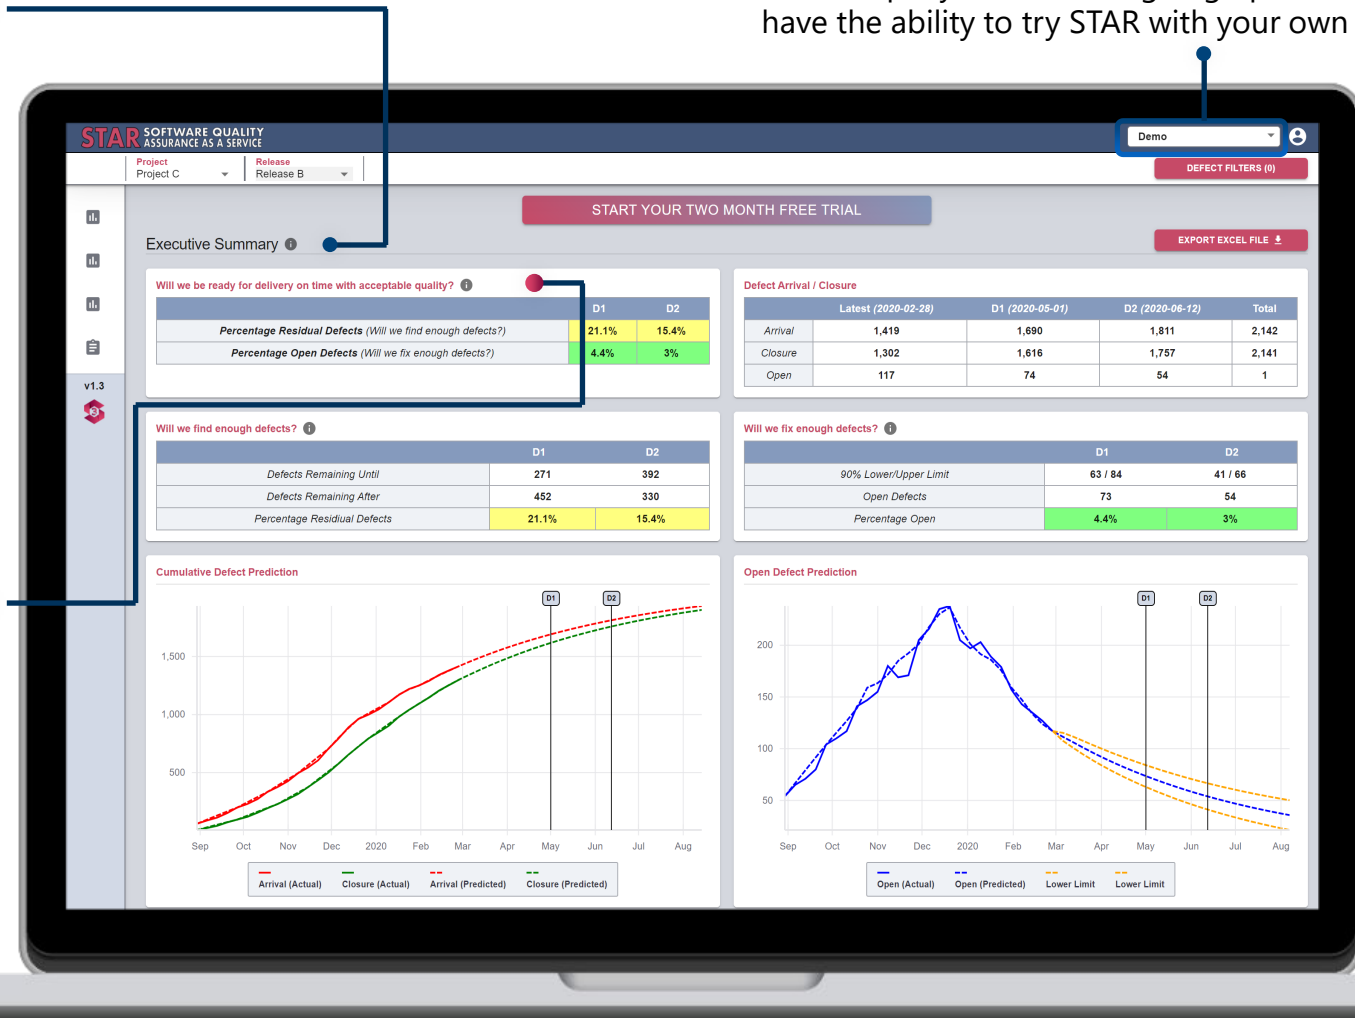 have the ability to try STAR with your own
STAR SOFTWARE QUALITY
ASSURANCE AS A SERVICE
Demo
Project
Project C
Release
Release B
DEFECT FILTERS (0)
START YOUR TWO MONTH FREE TRIAL
Executive Summary
EXPORT EXCEL FILE
v1.3
Will we be ready for delivery on time with acceptable quality?
D1 D2
Percentage Residual Defects (Will we find enough defects?) 21.1% 15.4%
Percentage Open Defects (Will we fix enough defects?) 4.4% 3%
Defect Arrival / Closure
Latest (2020-02-28) D1 (2020-05-01) D2 (2020-06-12) Total
Arrival 1,419 1,690 1,811 2,142
Closure 1,302 1,616 1,757 2,141
Open 117 74 54 1
Will we find enough defects?
D1 D2
Defects Remaining Until 271 392
Defects Remaining After 452 330
Percentage Residiual Defects 21.1% 15.4%
Will we fix enough defects?
D1 D2
90% Lower/Upper Limit 63 / 84 41 / 66
Open Defects 73 54
Percentage Open 4.4% 3%
Cumulative Defect Prediction
D1 D2
1,500
1,000
500
Sep Oct Nov Dec 2020 Feb Mar Apr May Jun Jul Aug
Arrival (Actual) Closure (Actual) Arrival (Predicted) Closure (Predicted)
Open Defect Prediction
D1 D2
200
150
100
50
Sep Oct Nov Dec 2020 Feb Mar Apr May Jun Jul Aug
Open (Actual) Open (Predicted) Lower Limit Lower Limit